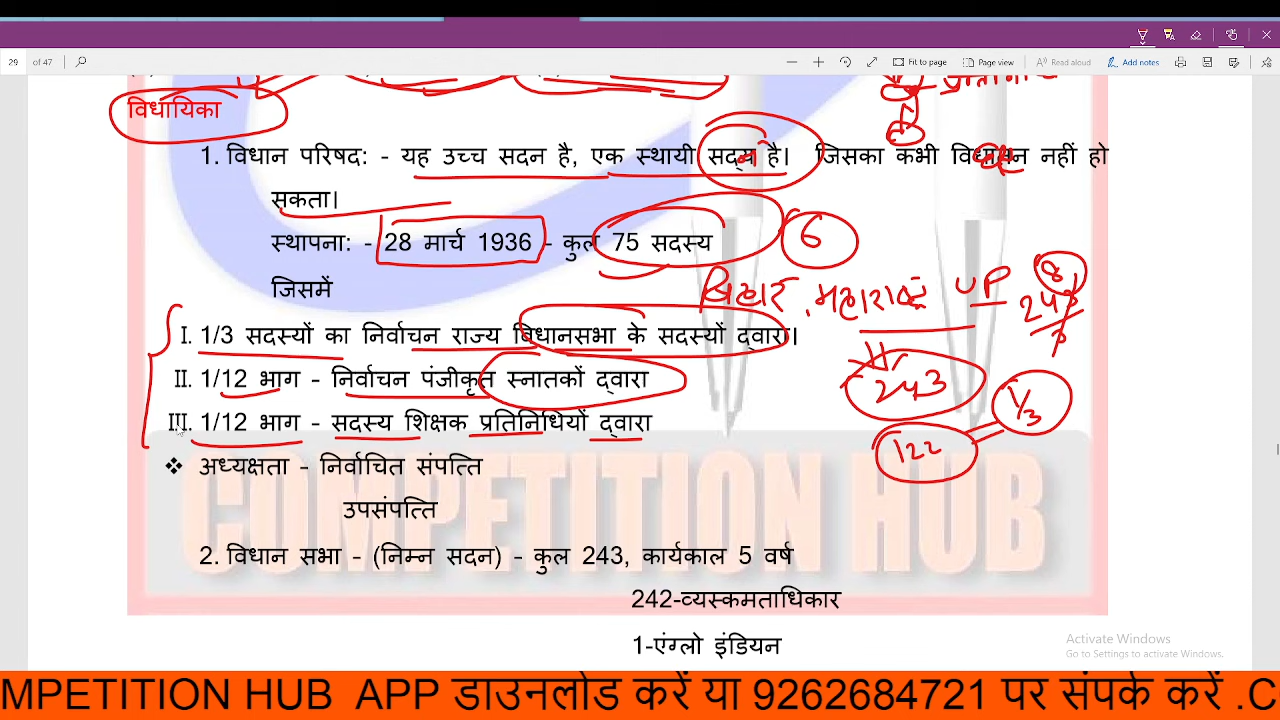 29 of 47 Fit to page Page view Read aloud Add notes
विधायिका
1. विधान परिषद: - यह उच्च सदन है, एक स्थायी सद्य है। जिसका कभी नहीं हो
सकता।
स्थापना: - 28 मार्च 1936 - कुल 75 सदस्य 6
जिसमें
बिहार, महाराष्ट्र UP
I. 1/3 सदस्यों का निर्वाचन राज्य विधानसभा के सदस्यों द्वारा।
II. 1/12 भाग - निर्वाचन पंजीकृत स्नातकों द्वारा 243 1/3
III. 1/12 भाग - सदस्य शिक्षक प्रतिनिधियों द्वारा 122
❖ अध्यक्षता - निर्वाचित संपत्ति
उपसंपत्ति
2. विधान सभा - (निम्न सदन) - कुल 243, कार्यकाल 5 वर्ष
242-व्यस्कमताधिकार
1-एंग्लो इंडियन
COMPETITION HUB
Activate Windows
Go to Settings to activate Windows.
MPETITION HUB APP डाउनलोड करें या 9262684721 पर संपर्क करें .C